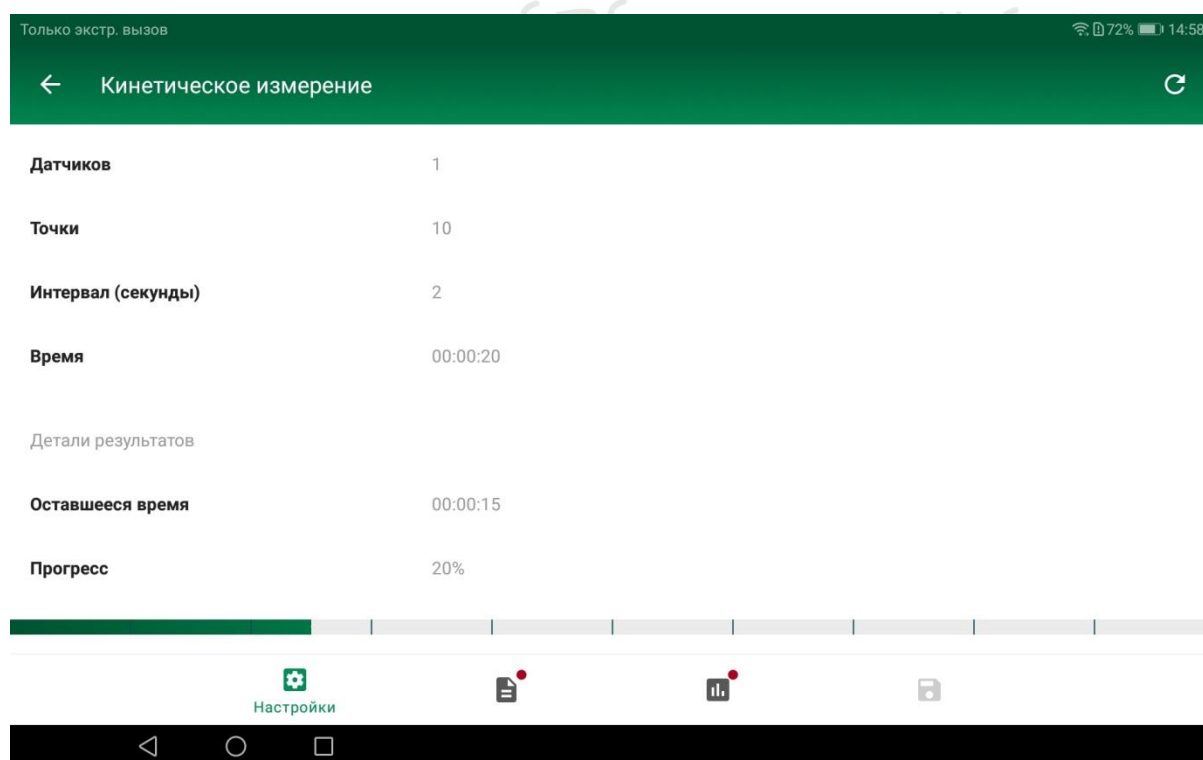 Только экстр. вызов 72% 14:58
Кинетическое измерение
Датчиков 1
Точки 10
Интервал (секунды) 2
Время 00:00:20
Детали результатов
Оставшееся время 00:00:15
Прогресс 20%
Настройки